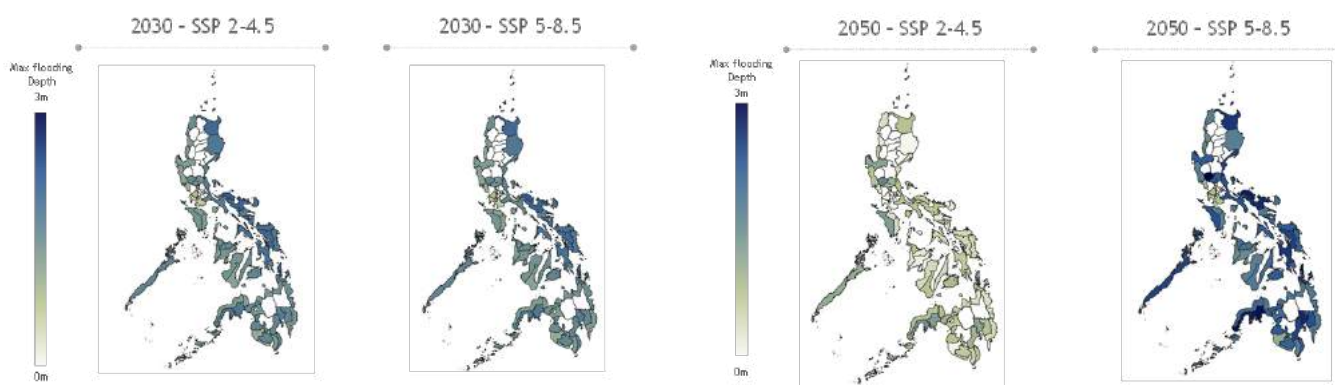 2030 - SSP 2-4.5
2030 - SSP 5-8.5
2050 - SSP 2-4.5
2050 - SSP 5-8.5
Max flooding
Depth
3m
0m
Max flooding
Depth
3m
0m